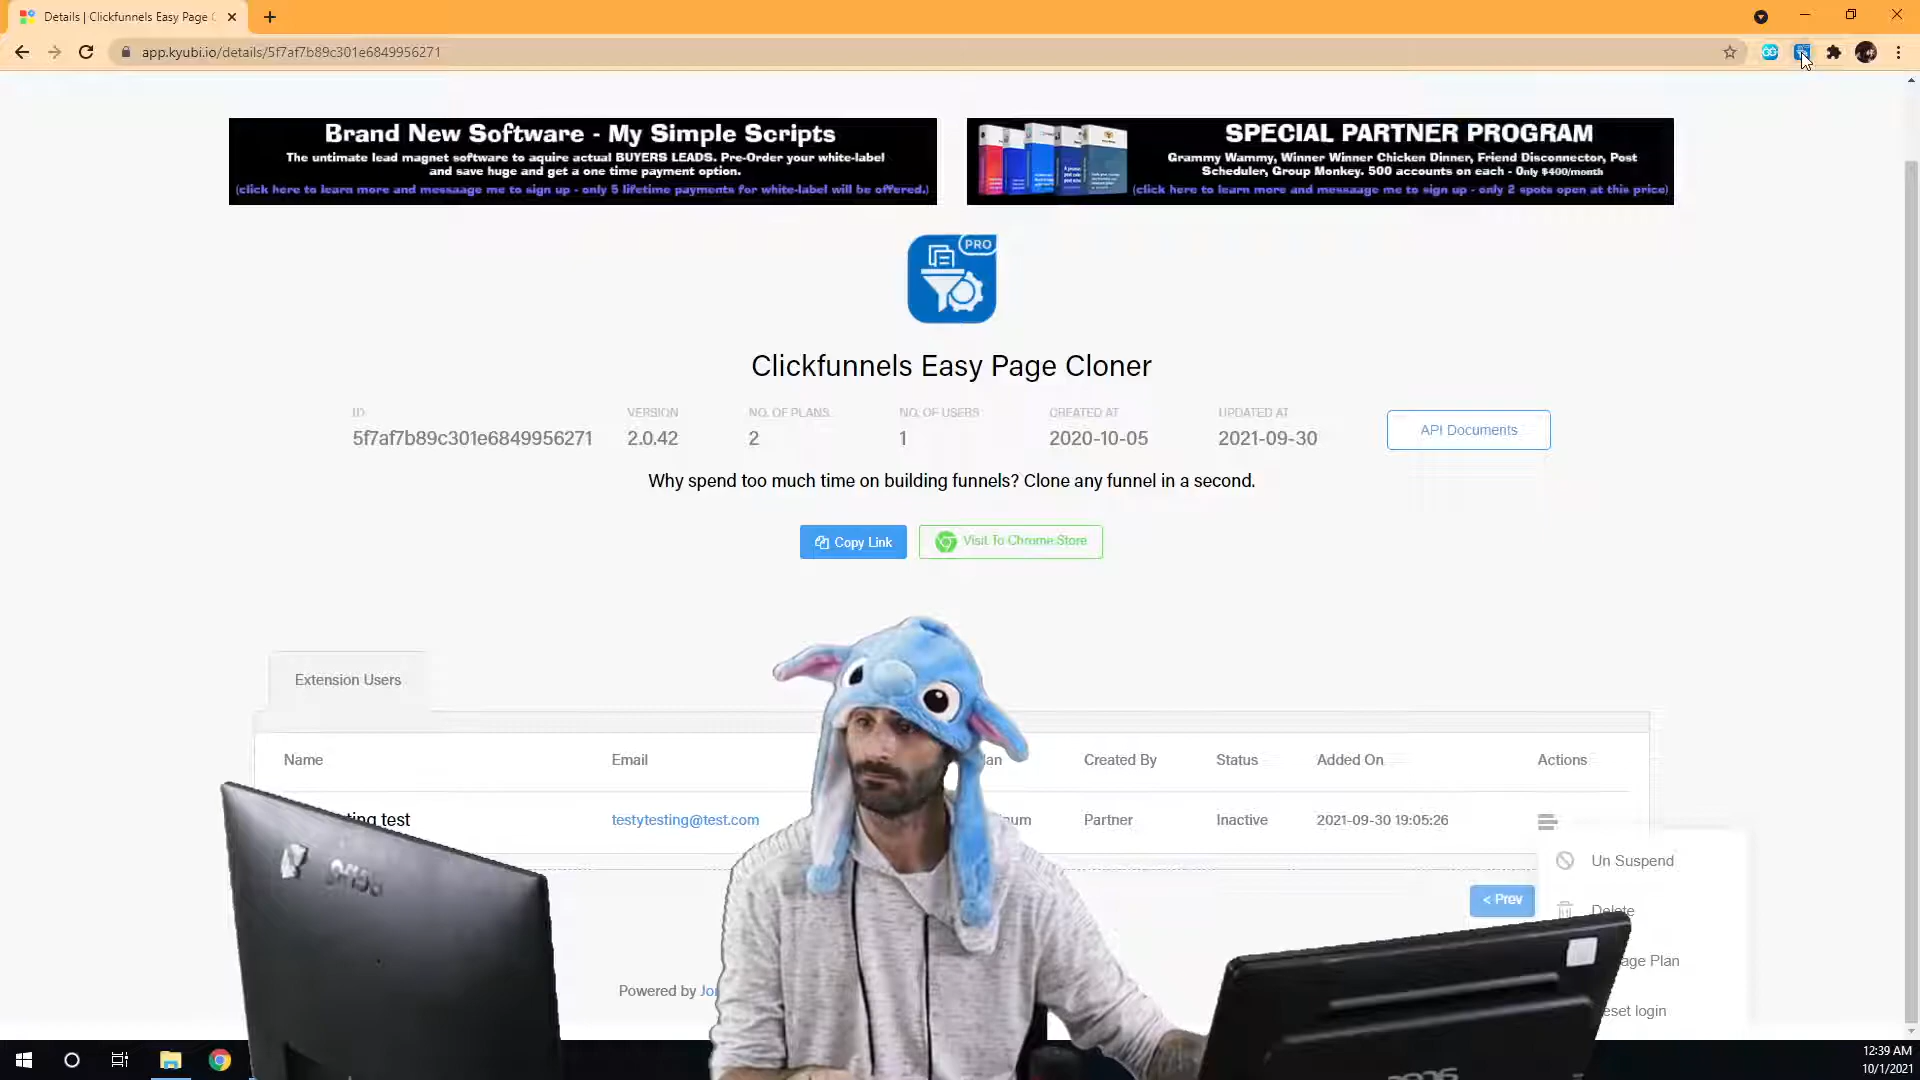 Details | Clickfunnels Easy Page C
app.kyubi.io/details/5f7af7b89c301e6849956271
Brand New Software - My Simple Scripts
The untimate lead magnet software to aquire actual BUYERS LEADS. Pre-Order your white-label
and save huge and get a one time payment option.
(click here to learn more and messaage me to sign up - only 5 lifetime payments for white-label will be offered.)
SPECIAL PARTNER PROGRAM
Grammy Wammy, Winner Winner Chicken Dinner, Friend Disconnector, Post
Scheduler, Group Monkey. 500 accounts on each - Only $400/month
(click here to learn more and messaage me to sign up - only 2 spots open at this price)
PRO
Clickfunnels Easy Page Cloner
ID VERSION NO. OF PLANS NO. OF USERS CREATED AT UPDATED AT
5f7af7b89c301e6849956271 2.0.42 2 1 2020-10-05 2021-09-30
API Documents
Why spend too much time on building funnels? Clone any funnel in a second.
Copy Link
Visit To Chrome Store
Extension Users
Name Email Created By Status Added On Actions
test testytesting@test.com Partner Inactive 2021-09-30 19:05:26
Un Suspend
< Prev
Delete
Plan
Powered by
login
12:39 AM
10/1/2021